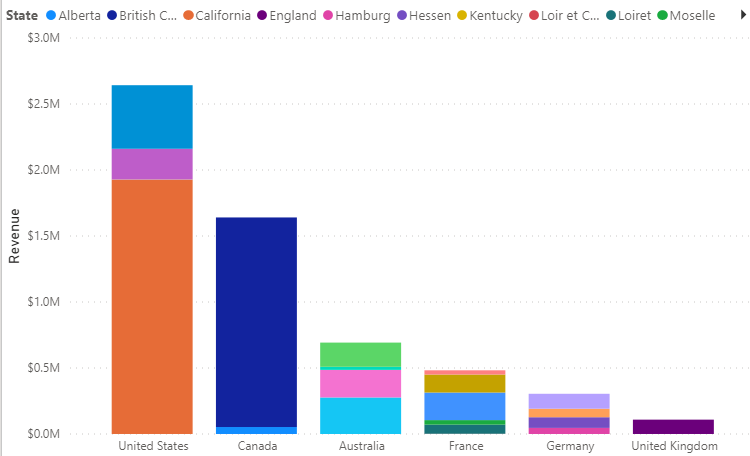 State Alberta British C... California England Hamburg Hessen Kentucky Loir et C... Loiret Moselle
$3.0M
$2.5M
$2.0M
$1.5M
$1.0M
$0.5M
$0.0M
Revenue
United States Canada Australia France Germany United Kingdom